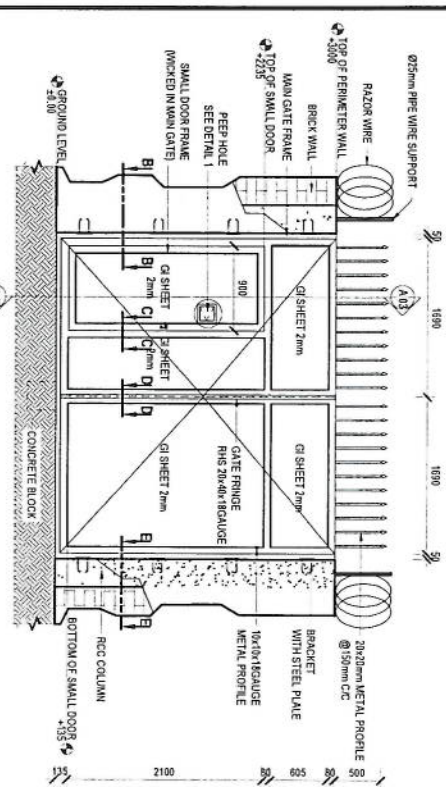 Ø25mm PIPE WIRE SUPPORT
RAZOR WIRE
TOP OF PERIMETER WALL
+3000
BRICK WALL
MAIN GATE FRAME
TOP OF SMALL DOOR
+2235
PEEP HOLE
SEE DETAIL 1
SMALL DOOR FRAME
(WICKED IN MAIN GATE)
GROUND LEVEL
±0.00
50
1690
1690
50
A 03
900
GI SHEET 2mm
GI SHEET 2mm
GI SHEET
2mm
GI SHEET
2mm
GI SHEET 2mm
GATE FRINGE
RHS 20x40x18GAUGE
B
B
C
C
D
D
E
E
20x20mm METAL PROFILE
@150mm C/C
BRACKET
WITH STEEL PLALE
10x10x18GAUGE
METAL PROFILE
RCC COLUMN
BOTTOM OF SMALL DOOR
+135
CONCRETE BLOCK
135
2100
80
605
80
500